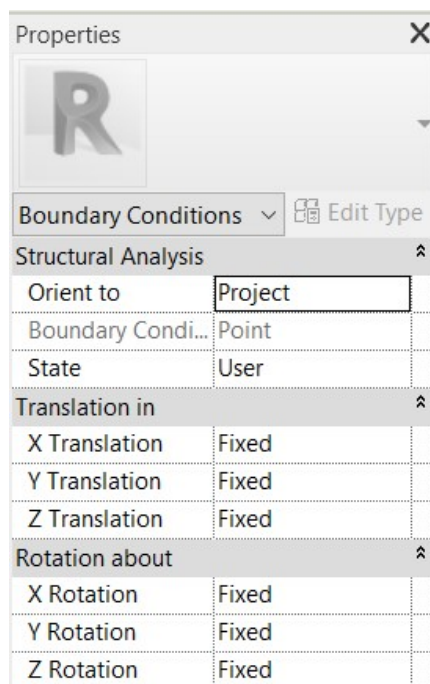 Properties
R
Boundary Conditions Edit Type
Structural Analysis
Orient to Project
Boundary Condi... Point
State User
Translation in
X Translation Fixed
Y Translation Fixed
Z Translation Fixed
Rotation about
X Rotation Fixed
Y Rotation Fixed
Z Rotation Fixed